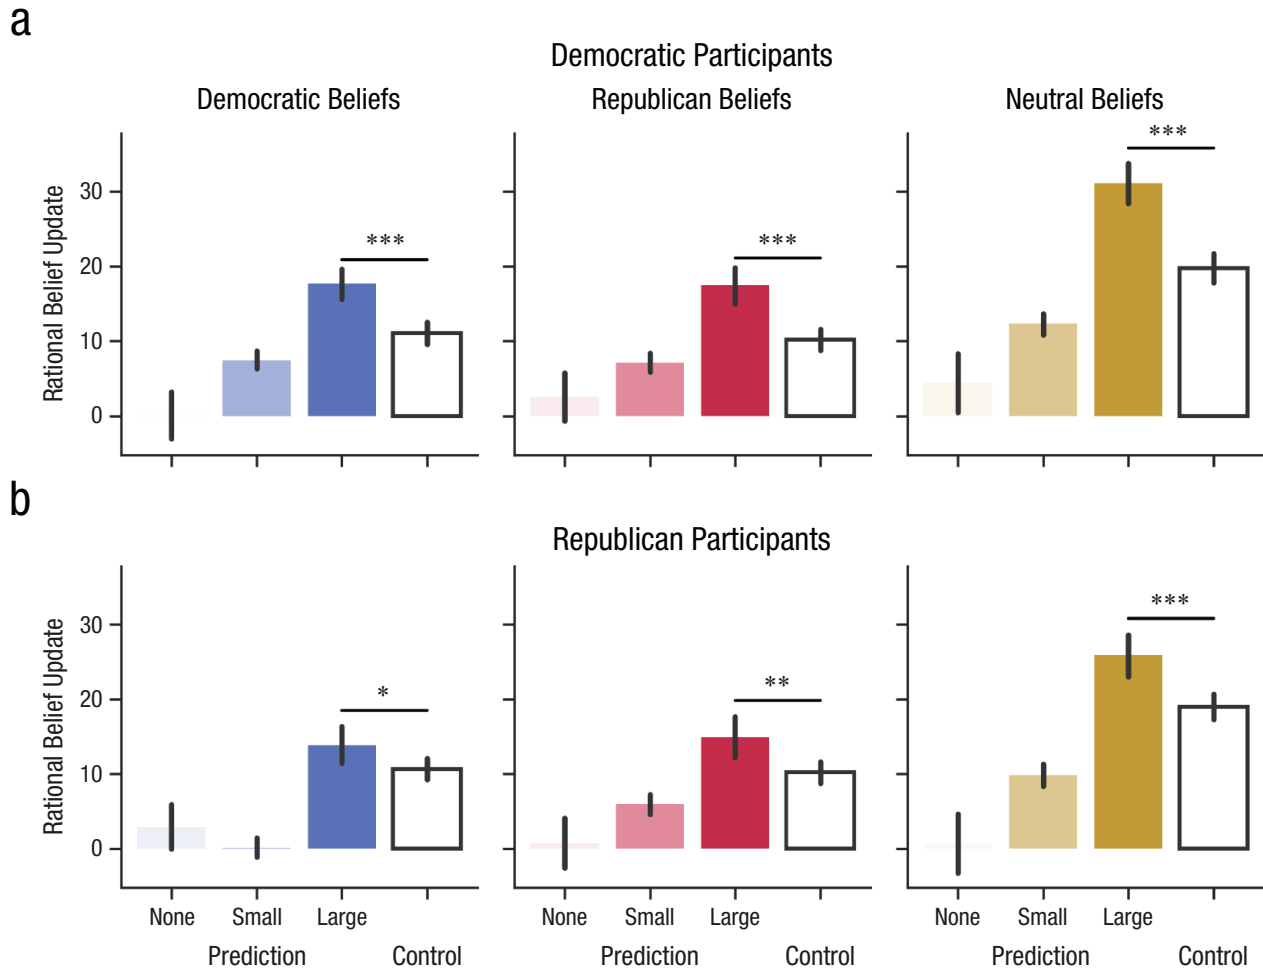 a
Democratic Participants
Democratic Beliefs
Republican Beliefs
Neutral Beliefs
Rational Belief Update
30
20
10
0
***
***
***
b
Republican Participants
Rational Belief Update
30
20
10
0
*
**
***
None Small Large
None Small Large
None Small Large
Prediction Control
Prediction Control
Prediction Control